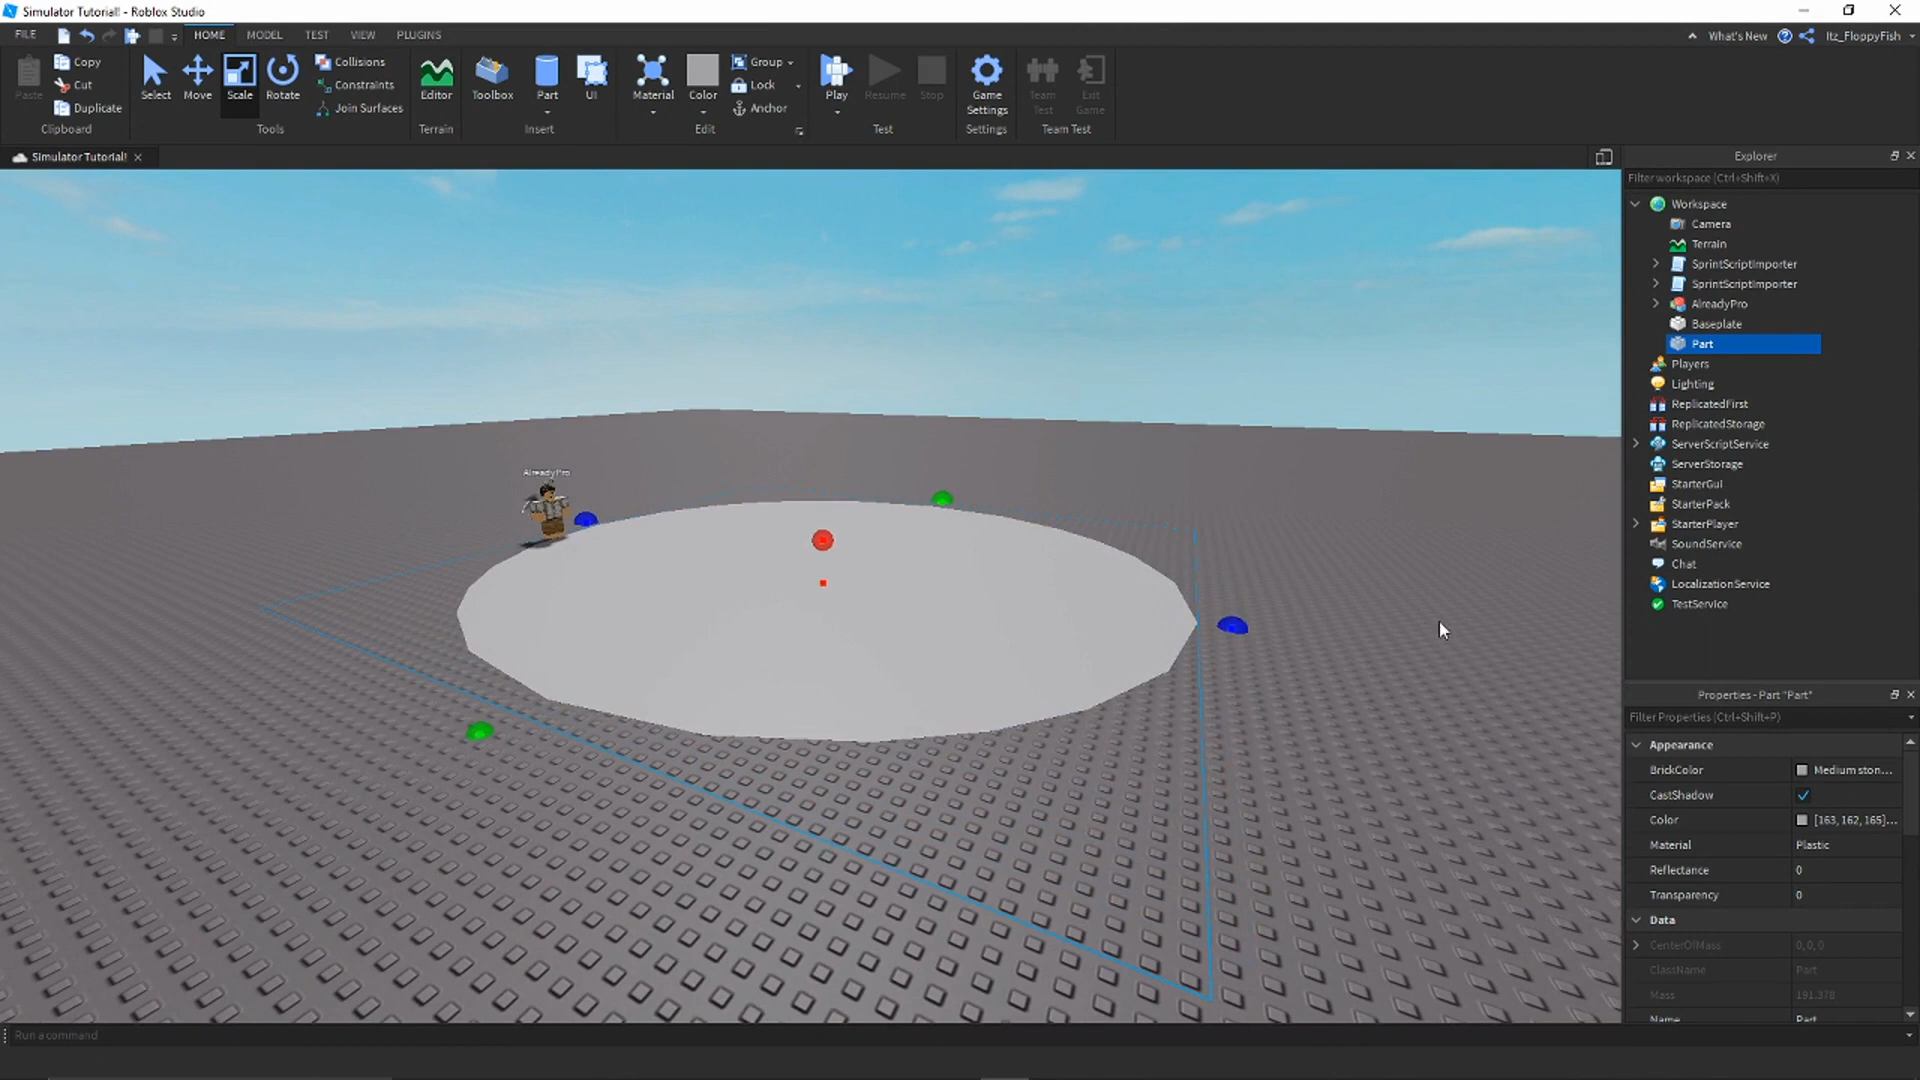 Simulator Tutorial! - Roblox Studio
FILE HOME MODEL TEST VIEW PLUGINS What's New Itz_FloppyFish
Paste Copy Cut Duplicate
Select Move Scale Rotate Collisions Constraints Join Surfaces
Editor Toolbox Part UI Material Color Group Lock Anchor
Play Resume Stop Game Settings Team Test Exit Game
Clipboard Tools Terrain Insert Edit Test Settings Team Test
Simulator Tutorial!
AlreadyPro
Explorer
Filter workspace (Ctrl+Shift+X)
Workspace
Camera
Terrain
SprintScriptImporter
SprintScriptImporter
AlreadyPro
Baseplate
Part
Players
Lighting
ReplicatedFirst
ReplicatedStorage
ServerScriptService
ServerStorage
StarterGui
StarterPack
StarterPlayer
SoundService
Chat
LocalizationService
TestService
Properties - Part "Part"
Filter Properties (Ctrl+Shift+P)
Appearance
BrickColor Medium ston...
CastShadow
Color [163, 162, 165]...
Material Plastic
Reflectance 0
Transparency 0
Data
CenterOfMass 0, 0, 0
ClassName Part
Mass 191.378
Name Part
Run a command